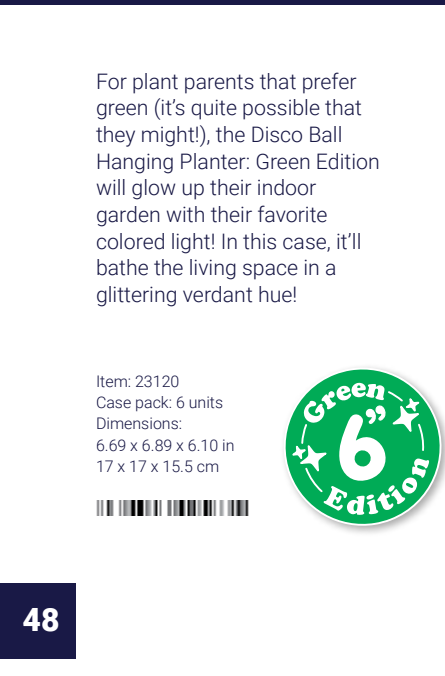 For plant parents that prefer
green (it's quite possible that
they might!), the Disco Ball
Hanging Planter: Green Edition
will glow up their indoor
garden with their favorite
colored light! In this case, it'll
bathe the living space in a
glittering verdant hue!
Item: 23120
Case pack: 6 units
Dimensions:
6.69 x 6.89 x 6.10 in
17 x 17 x 15.5 cm
Green
6”
Edition
48